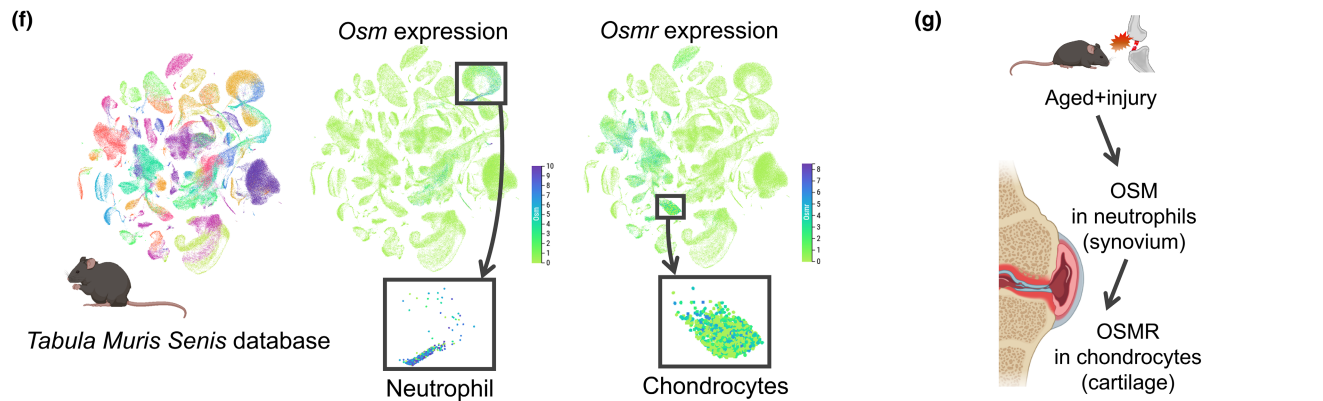 (f)
Osm expression
Osmr expression
10
9
8
7
6
5
4
3
2
1
0
Osm
8
7
6
5
4
3
2
1
0
Osmr
Tabula Muris Senis database
Neutrophil
Chondrocytes
(g)
Aged+injury
OSM
in neutrophils
(synovium)
OSMR
in chondrocytes
(cartilage)